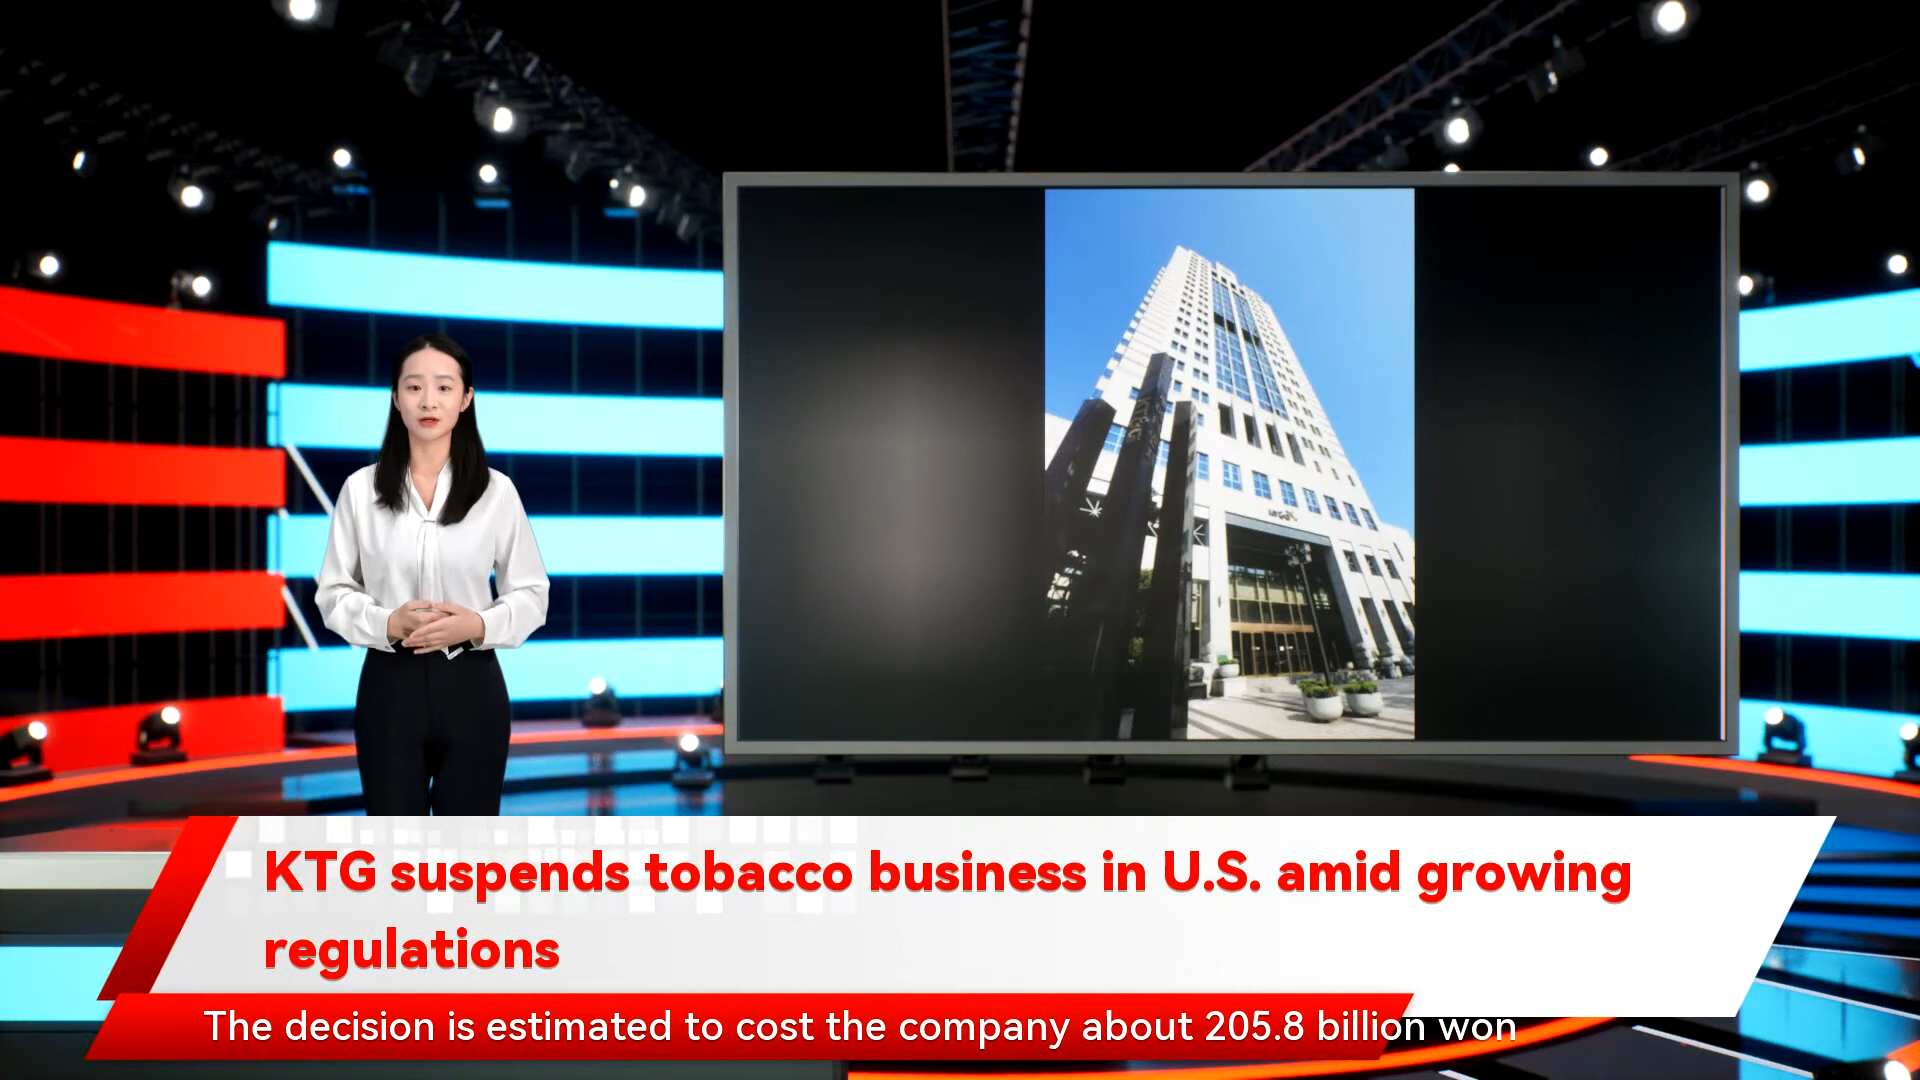 KTG suspends tobacco business in U.S. amid growing
regulations
The decision is estimated to cost the company about 205.8 billion won